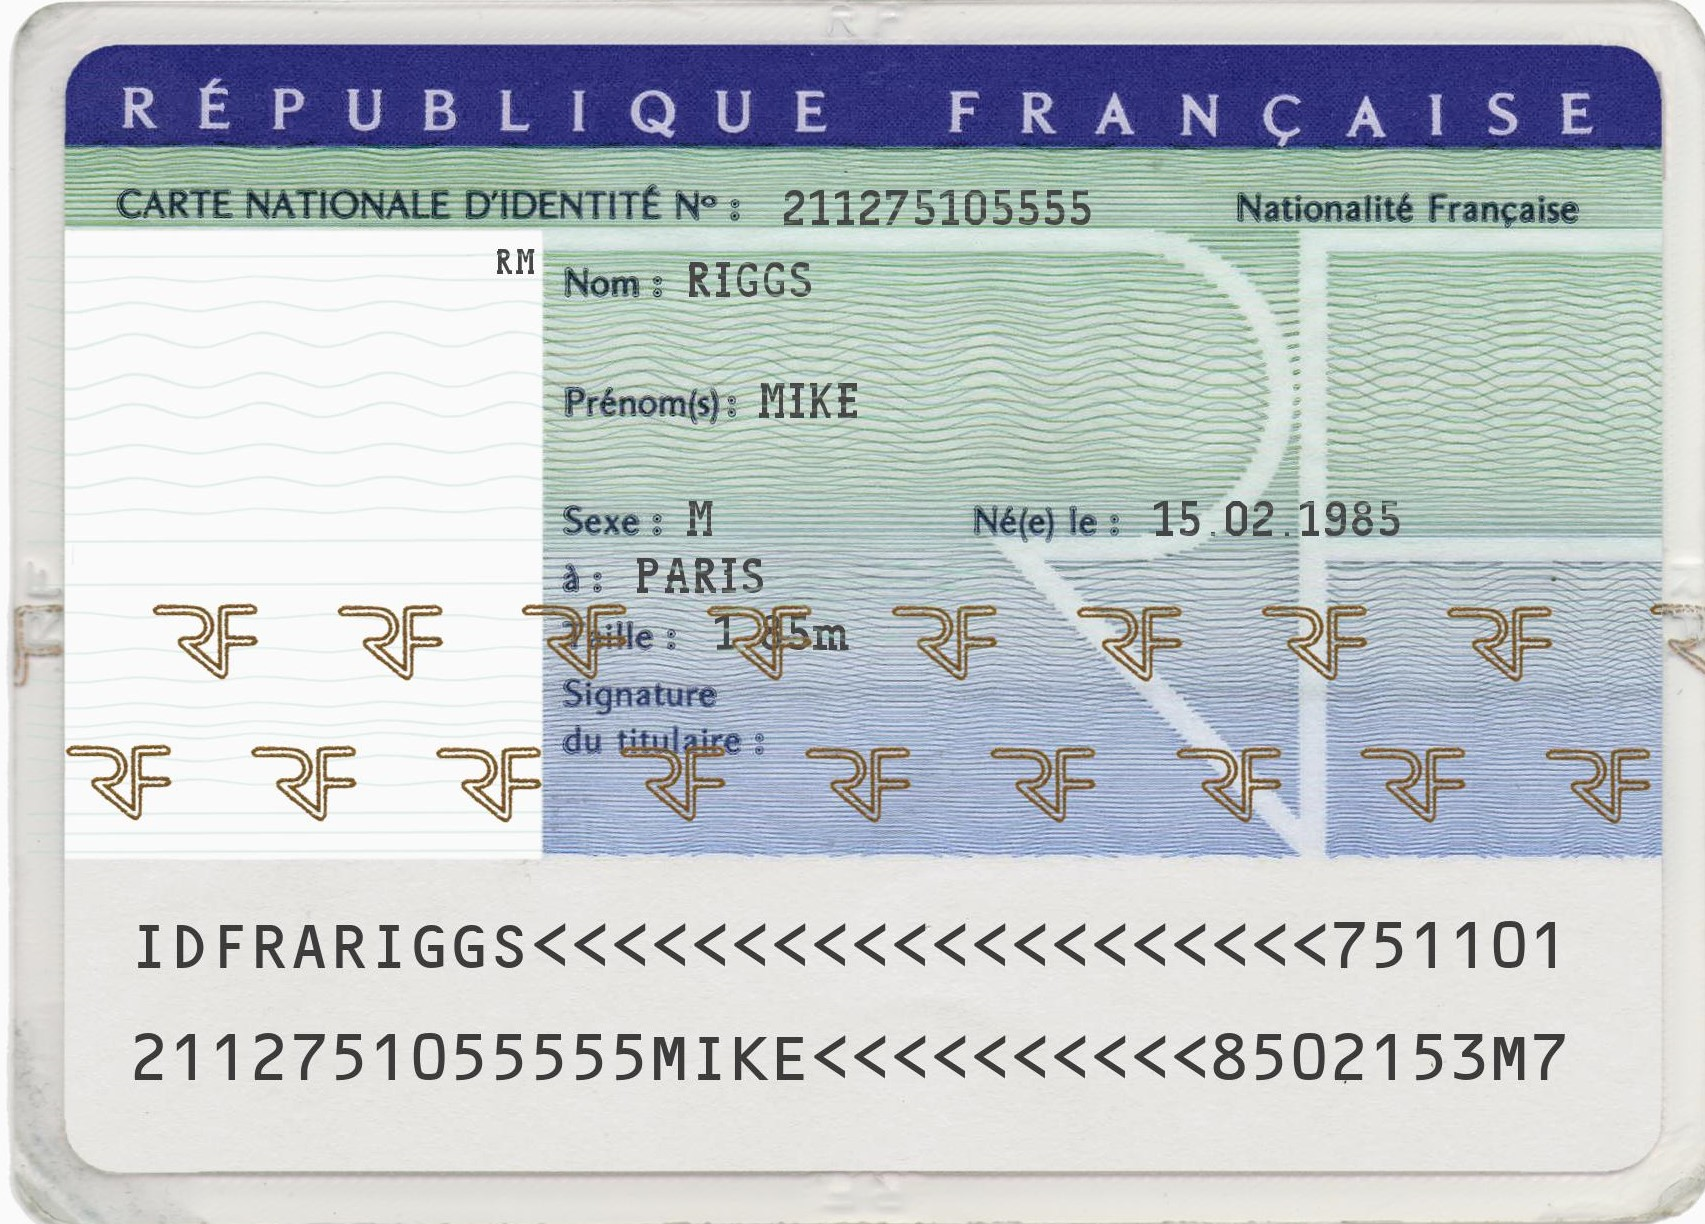 RÉPUBLIQUE FRANÇAISE
CARTE NATIONALE D'IDENTITÉ Nº : 211275105555 Nationalité Française
RM
Nom : RIGGS
Prénom(s) : MIKE
Sexe : M Né(e) le : 15.02.1985
à : PARIS
Taille : 1,85m
Signature
du titulaire :
RF RF RF RF RF RF RF RF
RF RF RF RF RF RF RF RF RF
IDFRARIGGS<<<<<<<<<<<<<<<<<<<<751101
2112751055555MIKE<<<<<<<<<<8502153M7